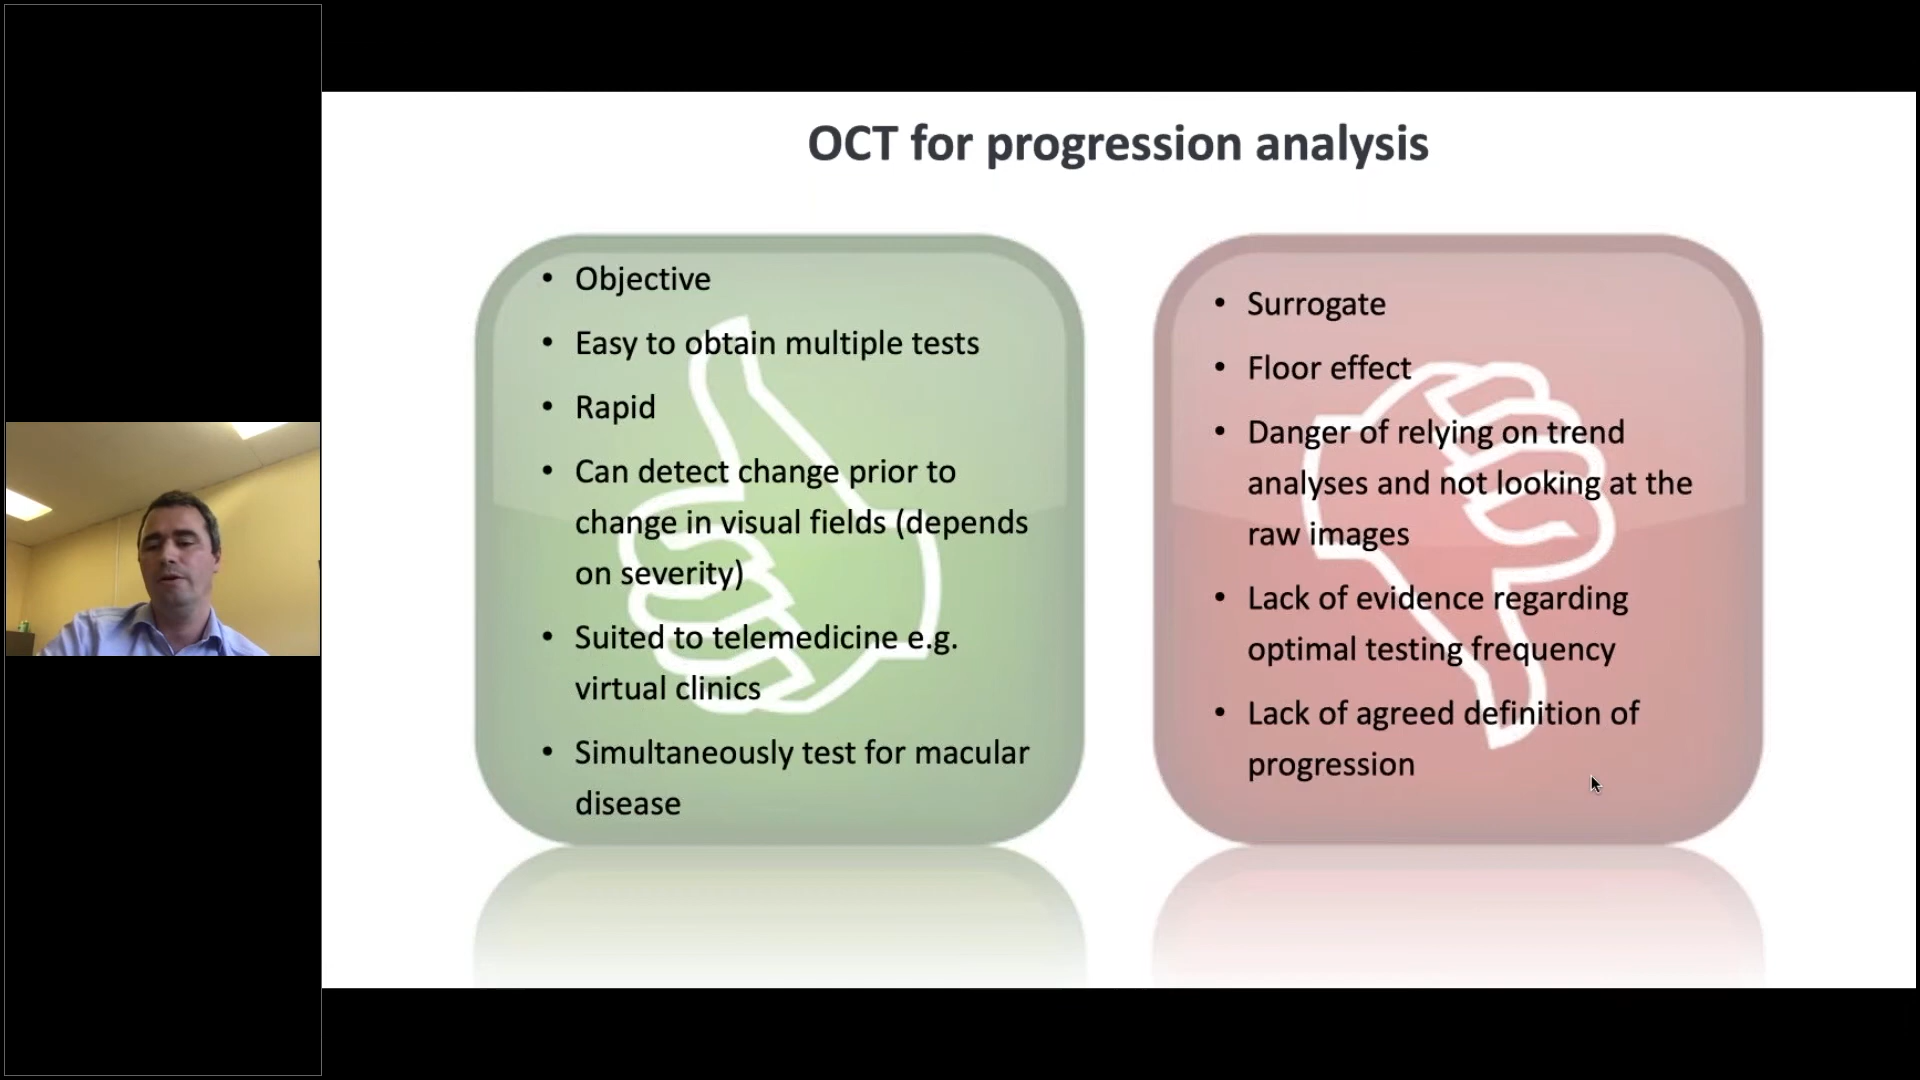 OCT for progression analysis
• Objective
• Easy to obtain multiple tests
• Rapid
• Can detect change prior to
change in visual fields (depends
on severity)
• Suited to telemedicine e.g.
virtual clinics
• Simultaneously test for macular
disease
• Surrogate
• Floor effect
• Danger of relying on trend
analyses and not looking at the
raw images
• Lack of evidence regarding
optimal testing frequency
• Lack of agreed definition of
progression